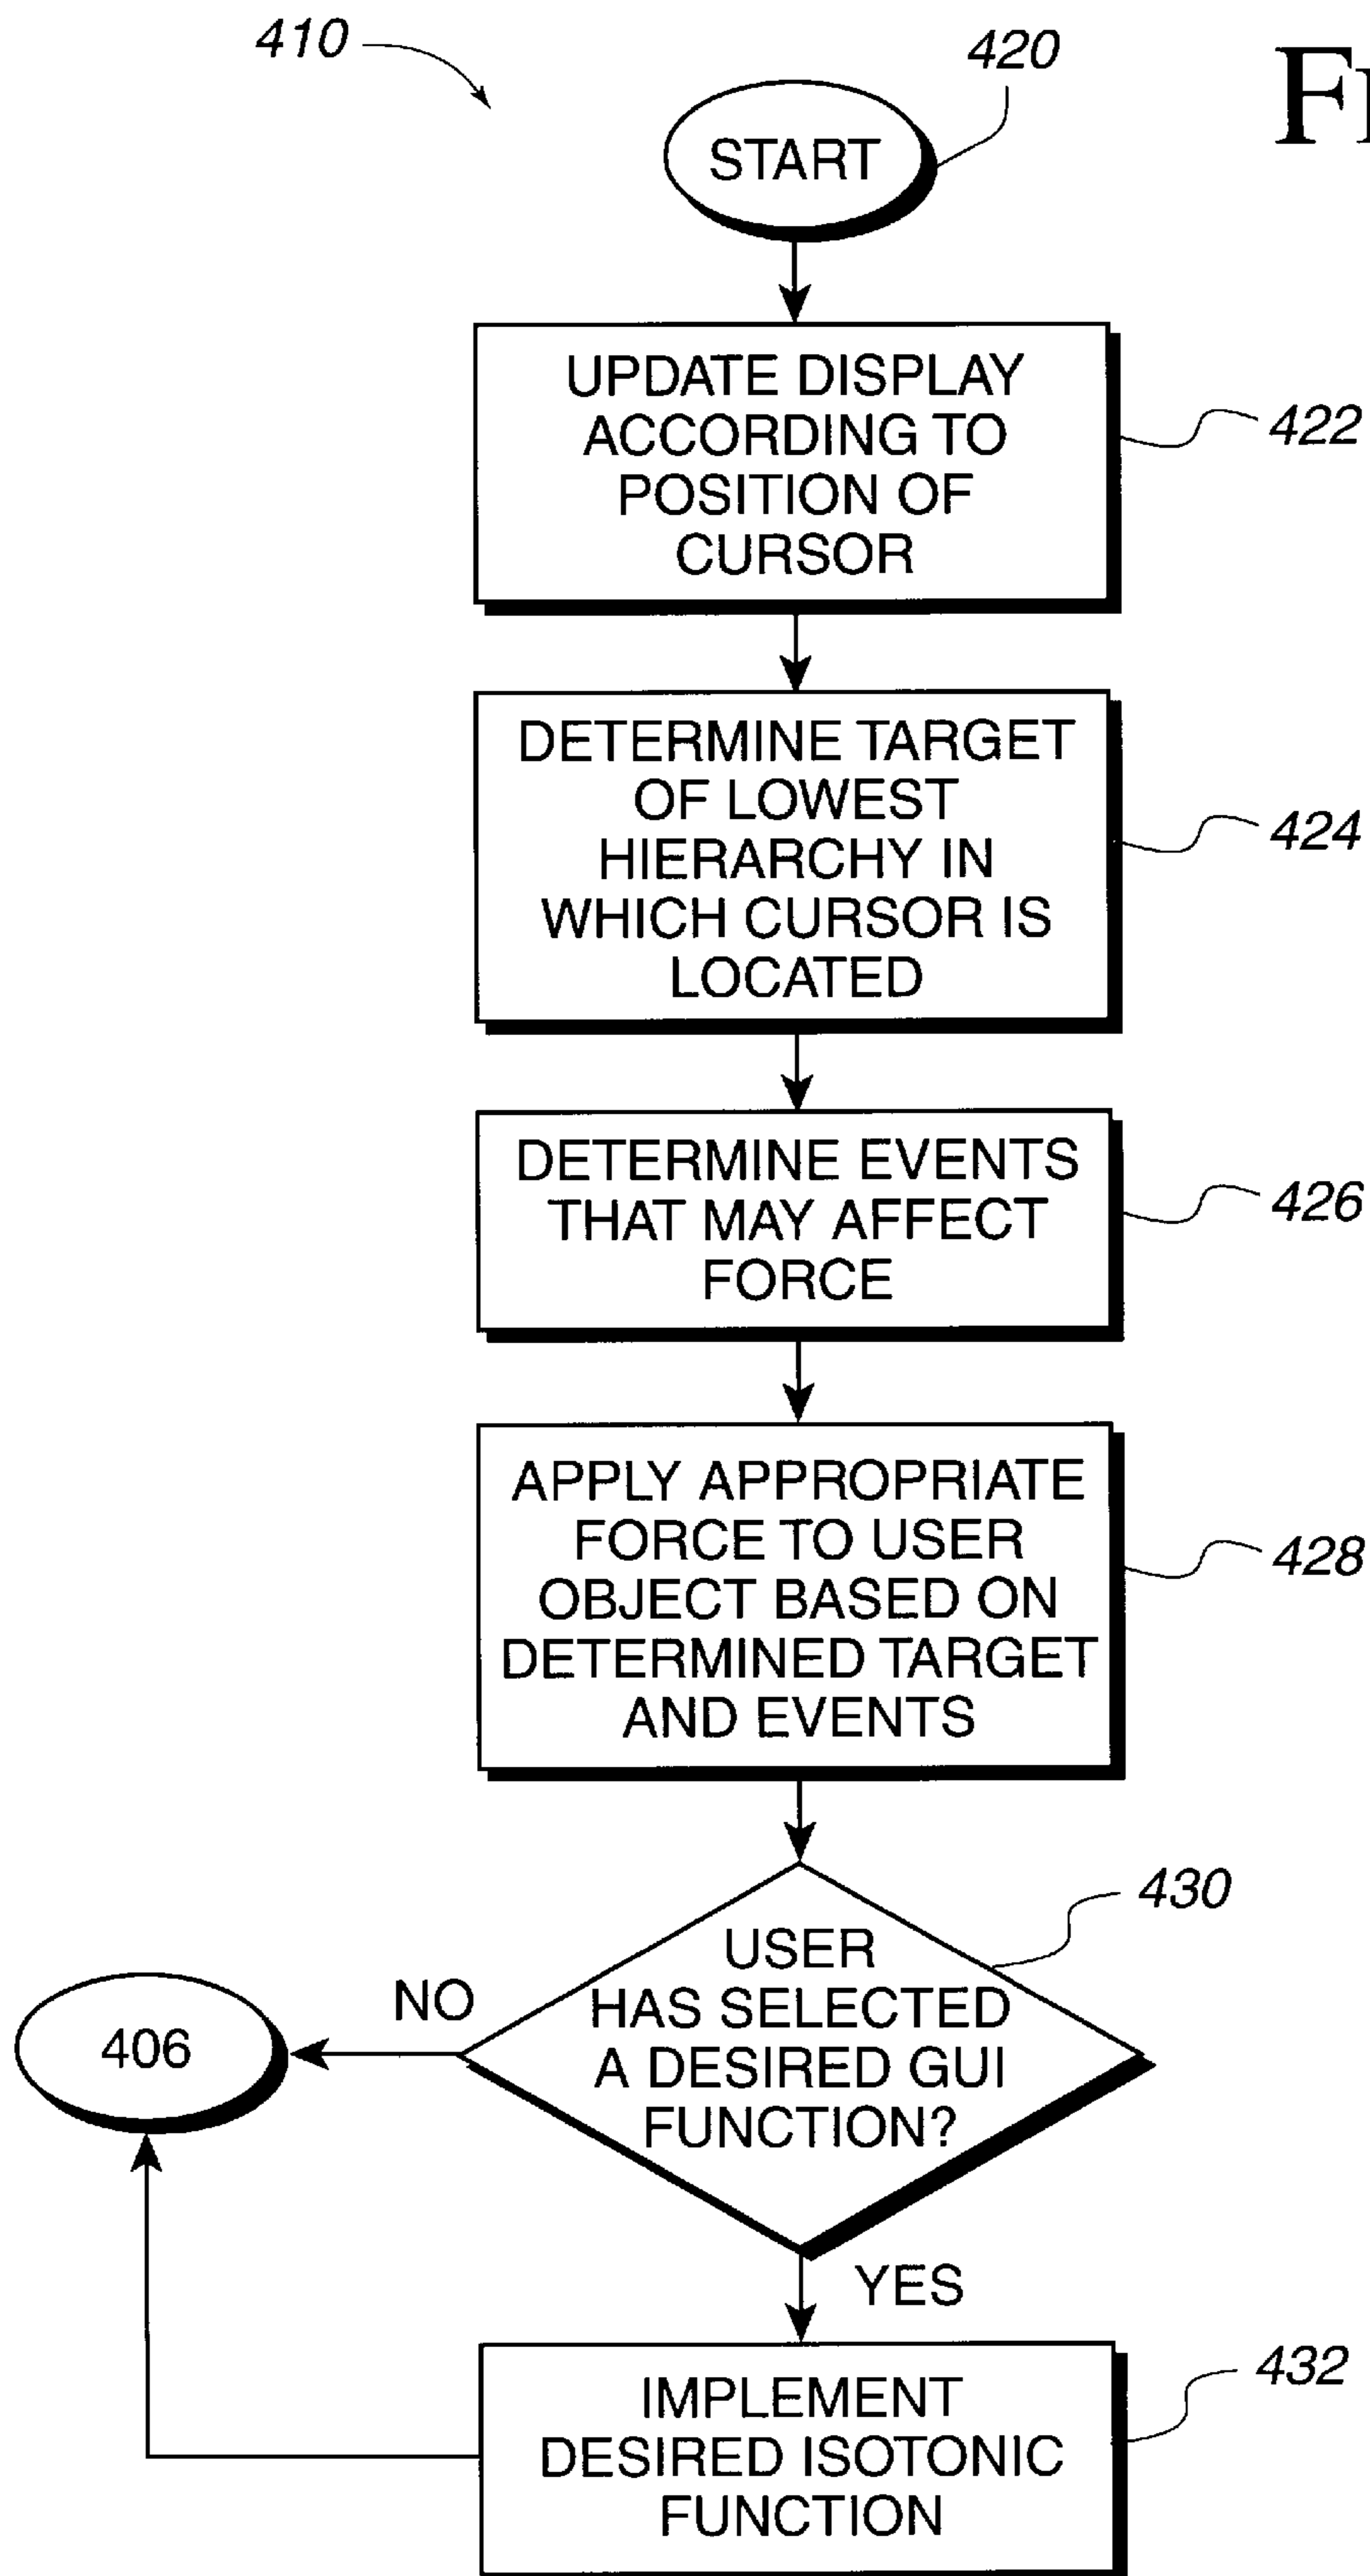 410
420
START
UPDATE DISPLAY
ACCORDING TO
POSITION OF
CURSOR
422
DETERMINE TARGET
OF LOWEST
HIERARCHY IN
WHICH CURSOR IS
LOCATED
424
DETERMINE EVENTS
THAT MAY AFFECT
FORCE
426
APPLY APPROPRIATE
FORCE TO USER
OBJECT BASED ON
DETERMINED TARGET
AND EVENTS
428
430
USER
HAS SELECTED
A DESIRED GUI
FUNCTION?
NO
406
YES
IMPLEMENT
DESIRED ISOTONIC
FUNCTION
432